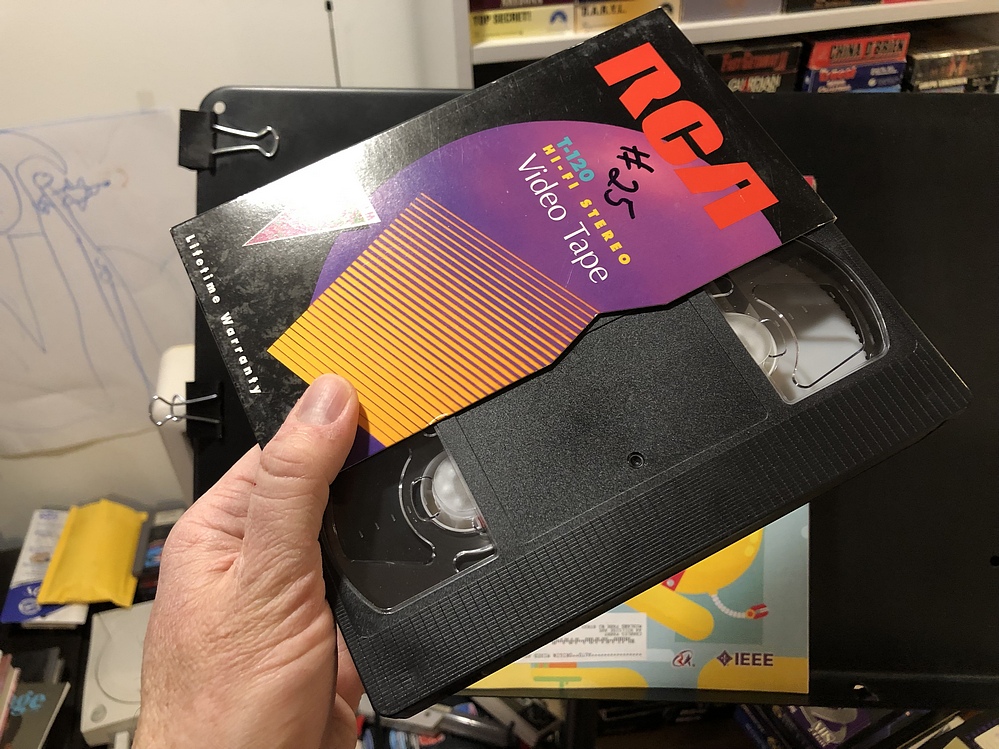 TOP SECRET!
CHINA O'BRIEN
RCA
#25
T-120
HI-FI STEREO
Video Tape
Lifetime Warranty
IEEE